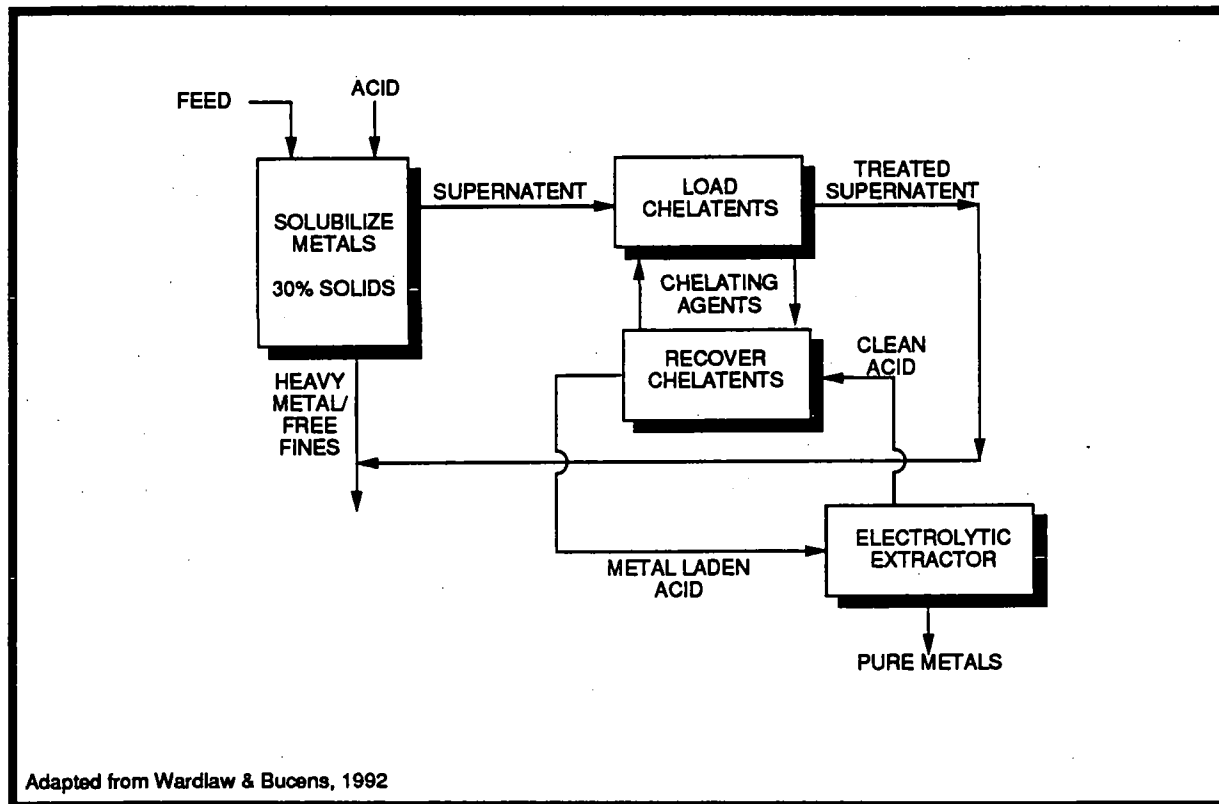 FEED
ACID
SOLUBILIZE
METALS
30% SOLIDS
SUPERNATENT
LOAD
CHELATENTS
TREATED
SUPERNATENT
CHELATING
AGENTS
RECOVER
CHELATENTS
CLEAN
ACID
HEAVY
METAL/
FREE
FINES
METAL LADEN
ACID
ELECTROLYTIC
EXTRACTOR
PURE METALS
Adapted from Wardlaw & Bucens, 1992